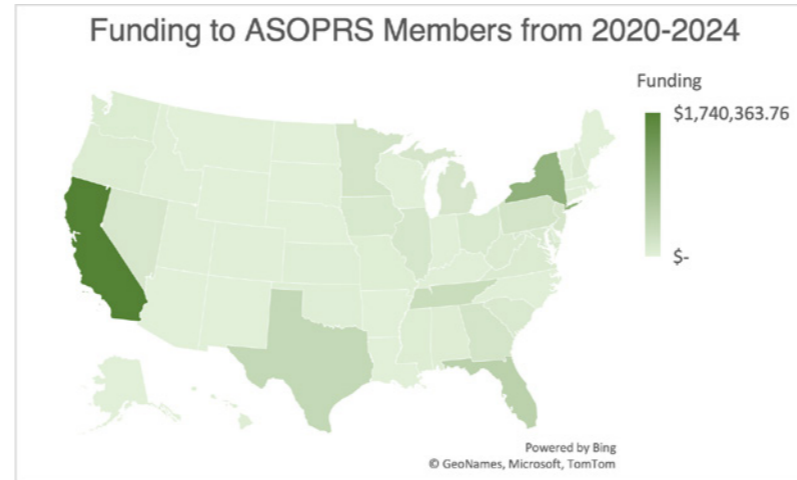 Funding to ASOPRS Members from 2020-2024
Funding
$1,740,363.76
$-
Powered by Bing
© GeoNames, Microsoft, TomTom